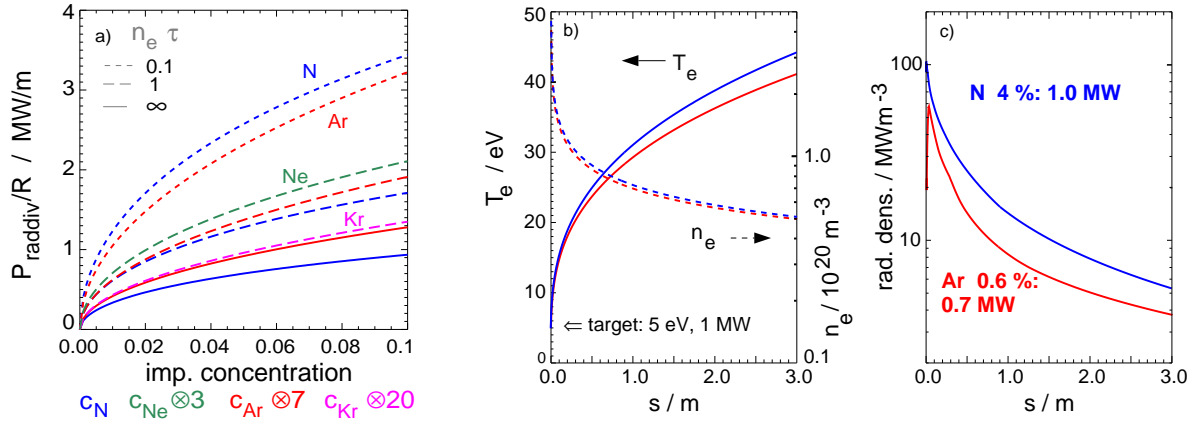 a) n_e τ
0.1
1
∞
N
Ar
Ne
Kr
P_raddiv/R / MW/m
4
3
2
1
0
0.00 0.02 0.04 0.06 0.08 0.1
imp. concentration
c_N c_Ne ⊗3 c_Ar ⊗7 c_Kr ⊗20
b)
T_e
n_e
⇐ target: 5 eV, 1 MW
T_e / eV
50
40
30
20
10
0
1.0
0.1
n_e / 10^20 m^-3
0.0 1.0 2.0 3.0
s / m
c)
N 4 %: 1.0 MW
Ar 0.6 %:
0.7 MW
rad. dens. / MWm^-3
100
10
0.0 1.0 2.0 3.0
s / m